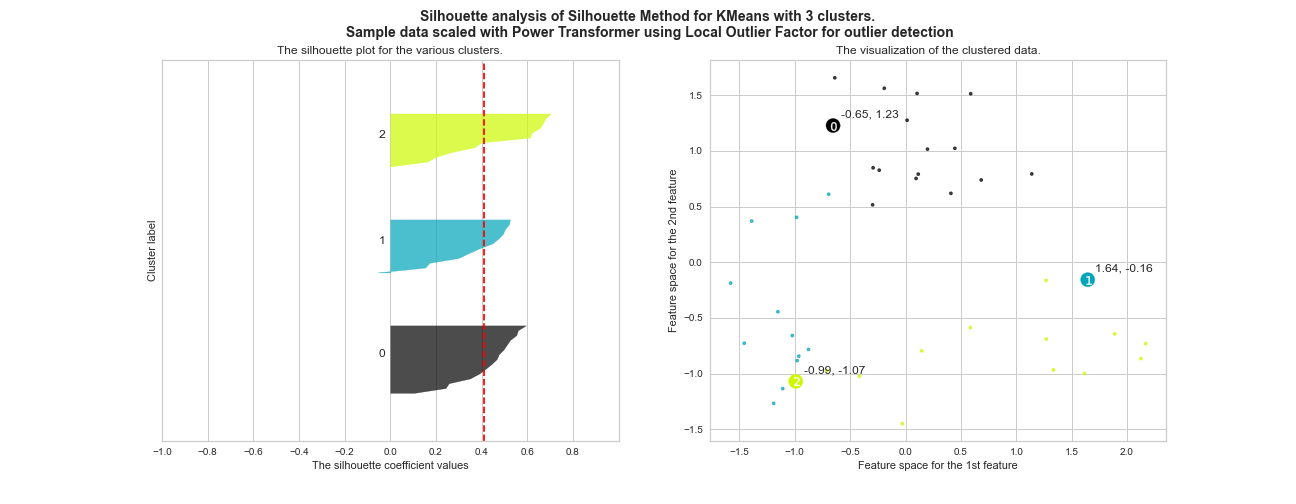 Silhouette analysis of Silhouette Method for KMeans with 3 clusters.
Sample data scaled with Power Transformer using Local Outlier Factor for outlier detection
The silhouette plot for the various clusters.
Cluster label
2
1
0
−1.0 −0.8 −0.6 −0.4 −0.2 0.0 0.2 0.4 0.6 0.8
The silhouette coefficient values
The visualization of the clustered data.
Feature space for the 2nd feature
1.5
1.0
0.5
0.0
−0.5
−1.0
−1.5
0 -0.65, 1.23
1 1.64, -0.16
2 -0.99, -1.07
−1.5 −1.0 −0.5 0.0 0.5 1.0 1.5 2.0
Feature space for the 1st feature